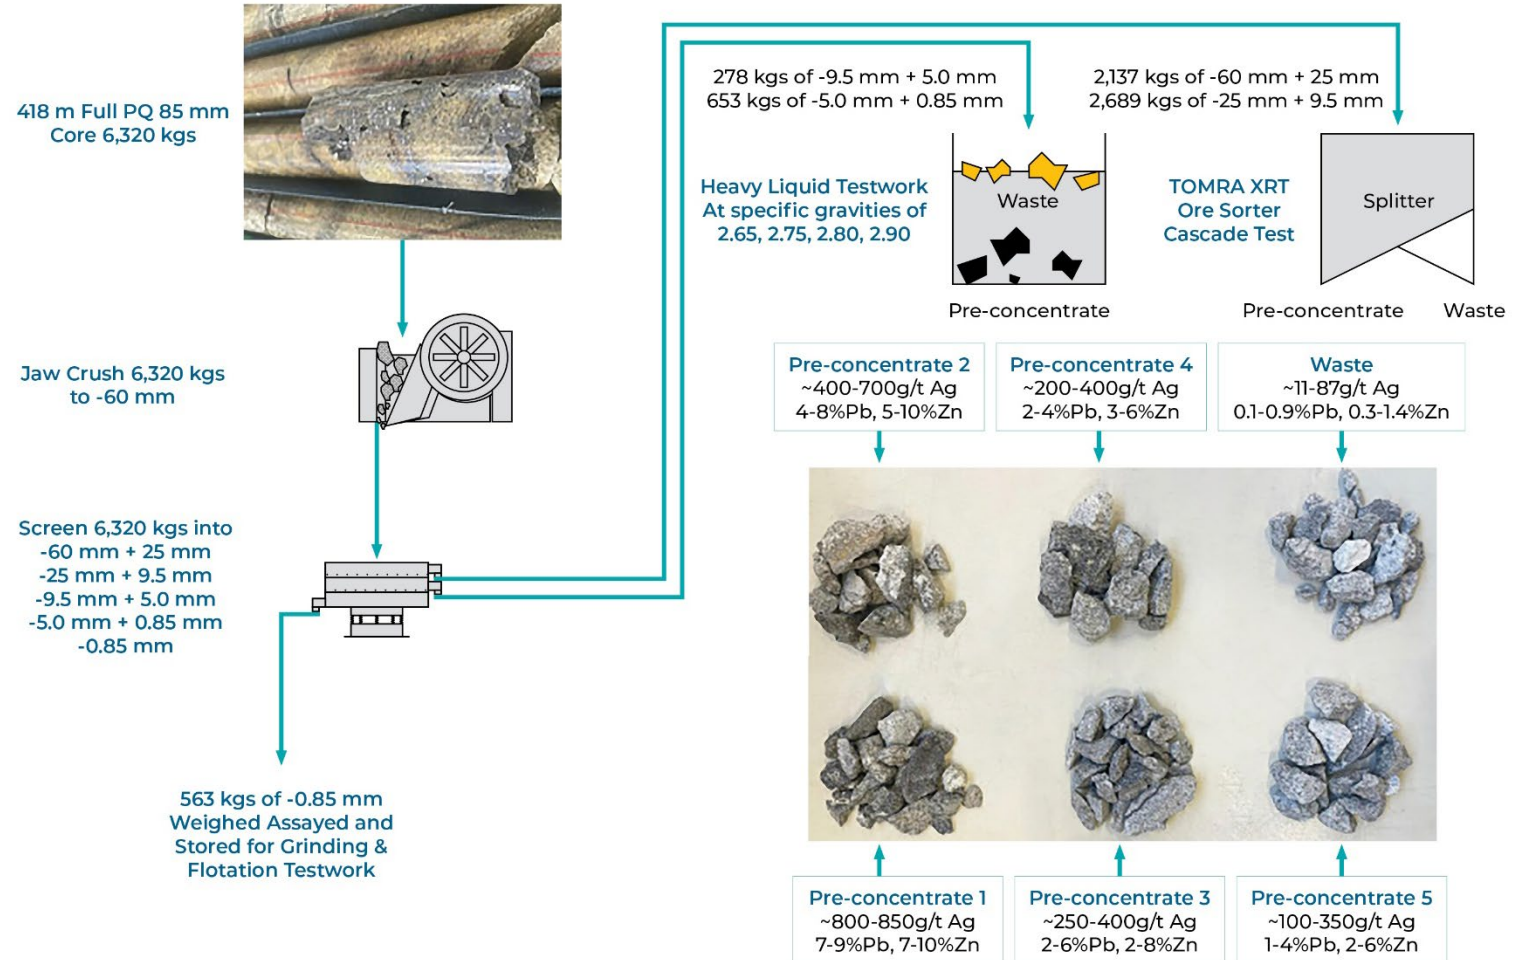 418 m Full PQ 85 mm
Core 6,320 kgs
Jaw Crush 6,320 kgs
to -60 mm
Screen 6,320 kgs into
-60 mm + 25 mm
-25 mm + 9.5 mm
-9.5 mm + 5.0 mm
-5.0 mm + 0.85 mm
-0.85 mm
563 kgs of -0.85 mm
Weighed Assayed and
Stored for Grinding &
Flotation Testwork
278 kgs of -9.5 mm + 5.0 mm
653 kgs of -5.0 mm + 0.85 mm
Heavy Liquid Testwork
At specific gravities of
2.65, 2.75, 2.80, 2.90
Waste
Pre-concentrate
2,137 kgs of -60 mm + 25 mm
2,689 kgs of -25 mm + 9.5 mm
TOMRA XRT
Ore Sorter
Cascade Test
Splitter
Pre-concentrate
Waste
Pre-concentrate 2
~400-700g/t Ag
4-8%Pb, 5-10%Zn
Pre-concentrate 4
~200-400g/t Ag
2-4%Pb, 3-6%Zn
Waste
~11-87g/t Ag
0.1-0.9%Pb, 0.3-1.4%Zn
Pre-concentrate 1
~800-850g/t Ag
7-9%Pb, 7-10%Zn
Pre-concentrate 3
~250-400g/t Ag
2-6%Pb, 2-8%Zn
Pre-concentrate 5
~100-350g/t Ag
1-4%Pb, 2-6%Zn